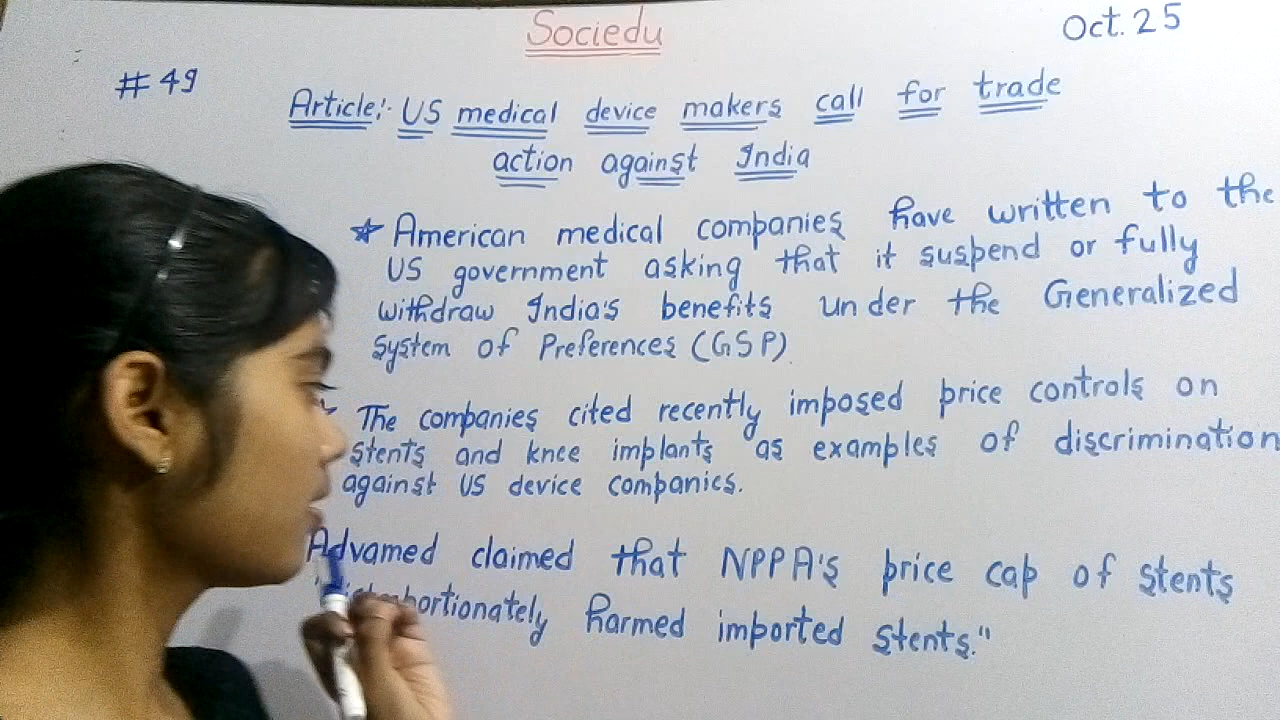 Sociedu
Oct. 25
# 49
Article:- US medical device makers call for trade
action against India
* American medical companies have written to the
US government asking that it suspend or fully
withdraw India's benefits under the Generalized
System of Preferences (GSP)
The companies cited recently imposed price controls on
stents and knee implants as examples of discrimination
against US device companies.
Advamed claimed that NPPA's price cap of stents
harmed imported stents."